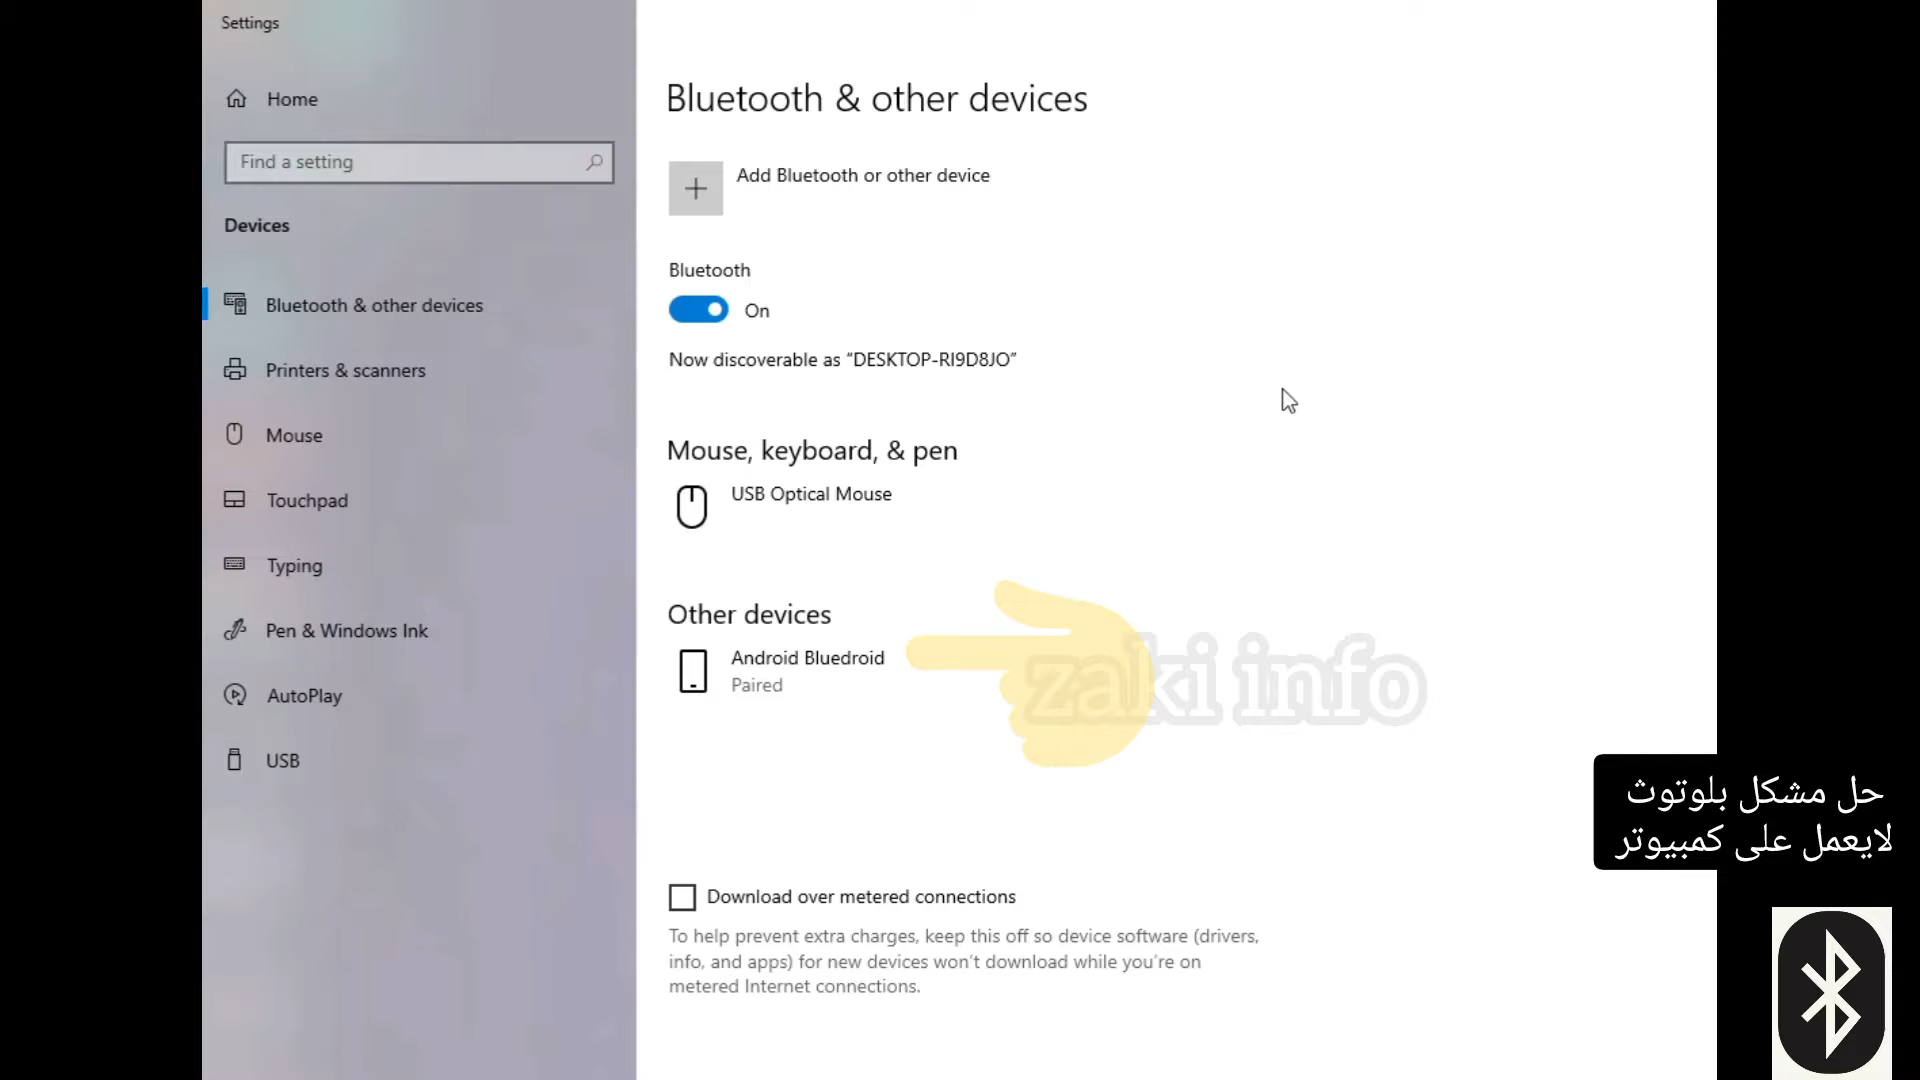 Settings
Home
Find a setting
Devices
Bluetooth & other devices
Printers & scanners
Mouse
Touchpad
Typing
Pen & Windows Ink
AutoPlay
USB
Bluetooth & other devices
Add Bluetooth or other device
Bluetooth
On
Now discoverable as “DESKTOP-RI9D8JO”
Mouse, keyboard, & pen
USB Optical Mouse
Other devices
Android Bluedroid
Paired
zaki info
Download over metered connections
To help prevent extra charges, keep this off so device software (drivers,
info, and apps) for new devices won’t download while you’re on
metered Internet connections.
حل مشكل بلوتوث
لايعمل على كمبيوتر